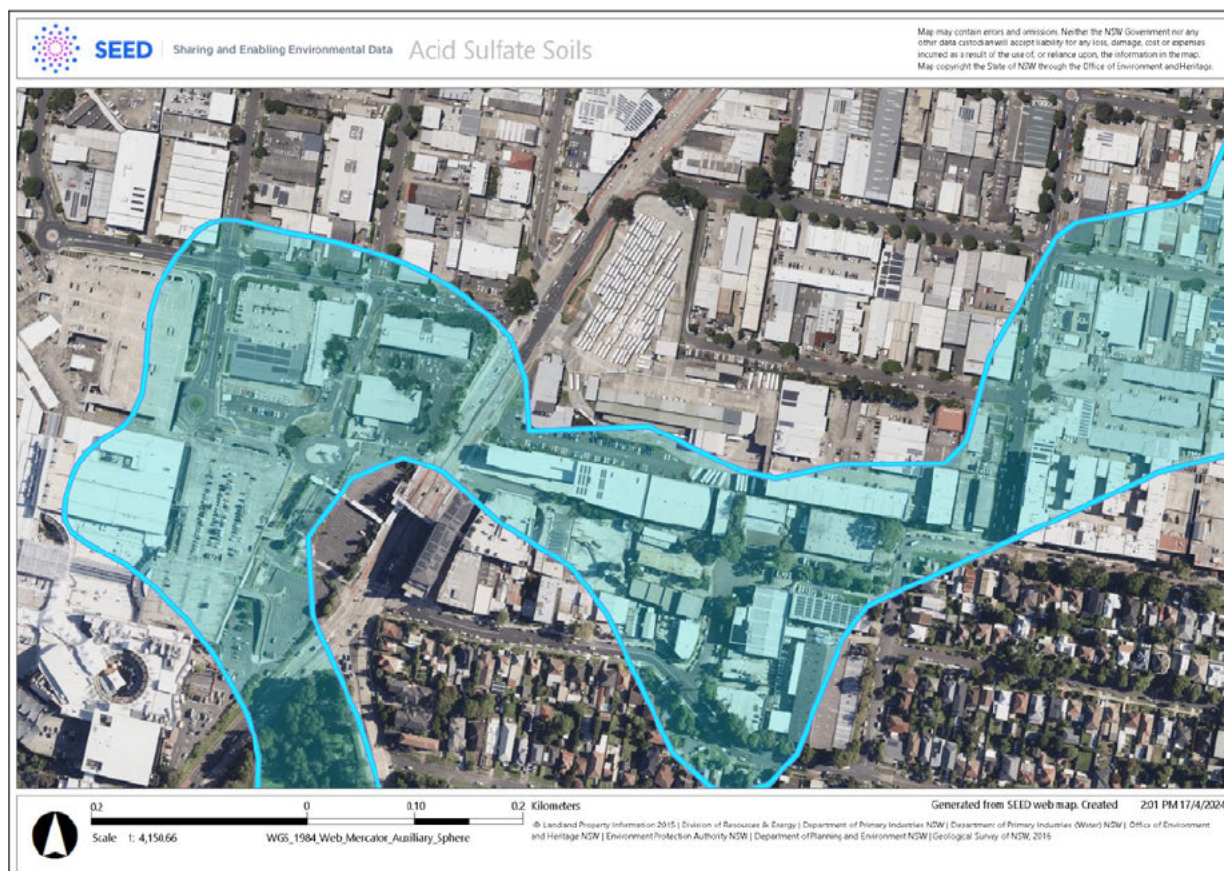 SEED
Sharing and Enabling Environmental Data
Acid Sulfate Soils
Map may contain errors and omissions. Neither the NSW Government nor any
other data custodian will accept liability for any loss, damage, cost or expenses
incurred as a result of the use of, or reliance upon, the information in the map.
Map copyright the State of NSW through the Office of Environment and Heritage.
0.2 0 0.10 0.2 Kilometers
Scale 1: 4,150.66
WGS_1984_Web_Mercator_Auxiliary_Sphere
Generated from SEED web map. Created 2:01 PM 17/4/2024
© Land and Property Information 2015 | Division of Resources & Energy | Department of Primary Industries NSW | Department of Primary Industries (Water) NSW | Office of Environment
and Heritage NSW | Environment Protection Authority NSW | Department of Planning and Environment NSW | Geological Survey of NSW, 2016